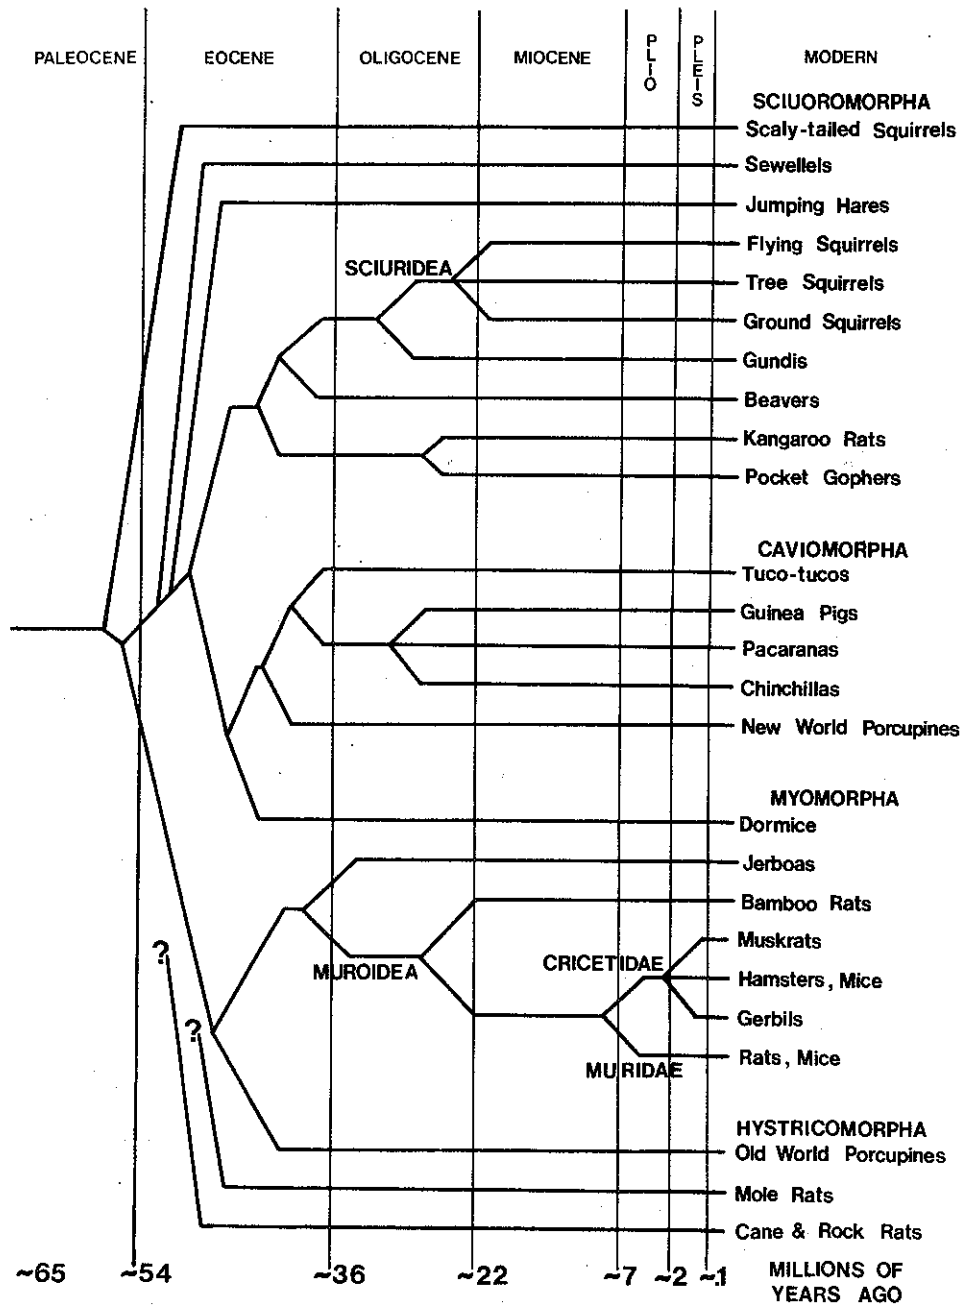 PALEOCENE EOCENE OLIGOCENE MIOCENE PLIO PLEIS MODERN
SCIUOROMORPHA
Scaly-tailed Squirrels
Sewellels
Jumping Hares
Flying Squirrels
SCIURIDEA
Tree Squirrels
Ground Squirrels
Gundis
Beavers
Kangaroo Rats
Pocket Gophers
CAVIOMORPHA
Tuco-tucos
Guinea Pigs
Pacaranas
Chinchillas
New World Porcupines
MYOMORPHA
Dormice
Jerboas
Bamboo Rats
Muskrats
?
CRICETIDAE
MUROIDEA
Hamsters, Mice
Gerbils
?
Rats, Mice
MURIDAE
HYSTRICOMORPHA
Old World Porcupines
Mole Rats
Cane & Rock Rats
~65 ~54 ~36 ~22 ~7 ~2 ~.1 MILLIONS OF
YEARS AGO